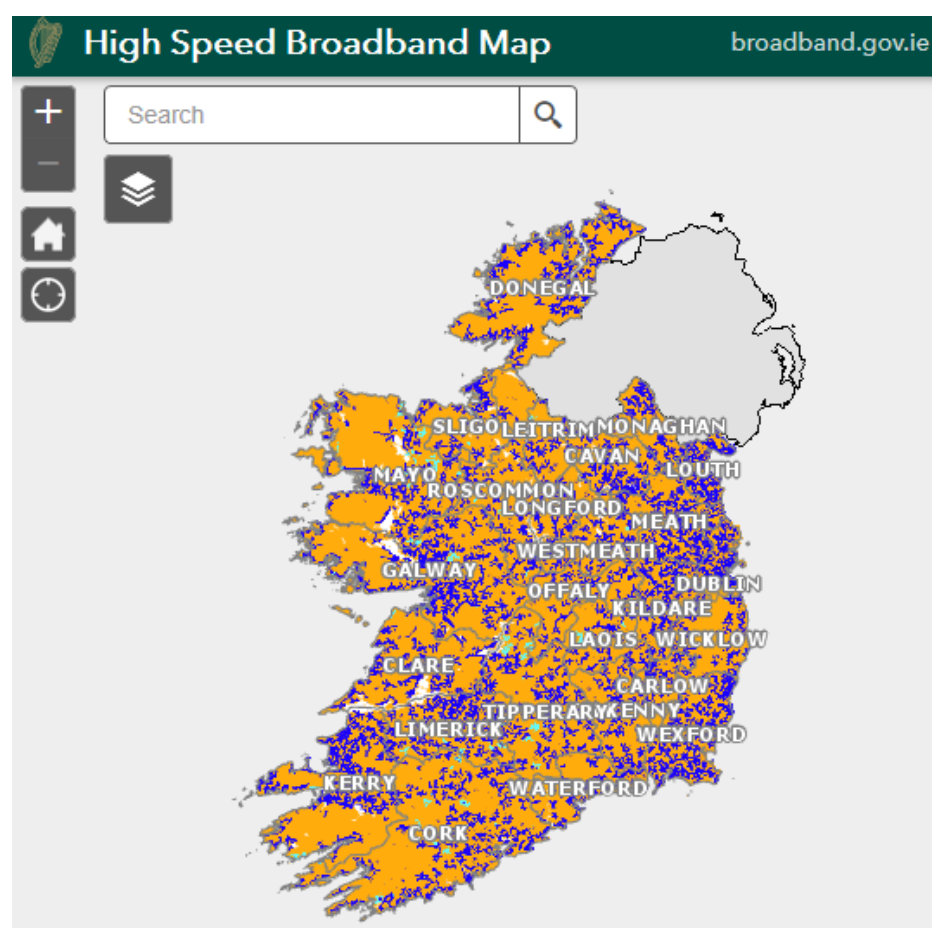 High Speed Broadband Map
broadband.gov.ie
+
Search
−
DONEGAL
SLIGO LEITRIM MONAGHAN
CAVAN
LOUTH
MAYO
ROSCOMMON
LONGFORD
MEATH
WESTMEATH
GALWAY
OFFALY
DUBLIN
KILDARE
LAOIS
WICKLOW
CLARE
CARLOW
TIPPERARY KENNY
LIMERICK
WEXFORD
KERRY
WATERFORD
CORK